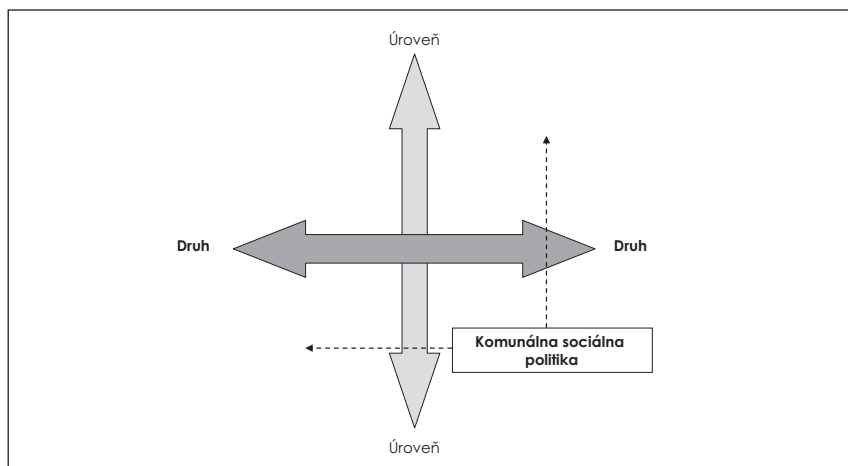 Úroveň
Druh
Druh
Komunálna sociálna
politika
Úroveň